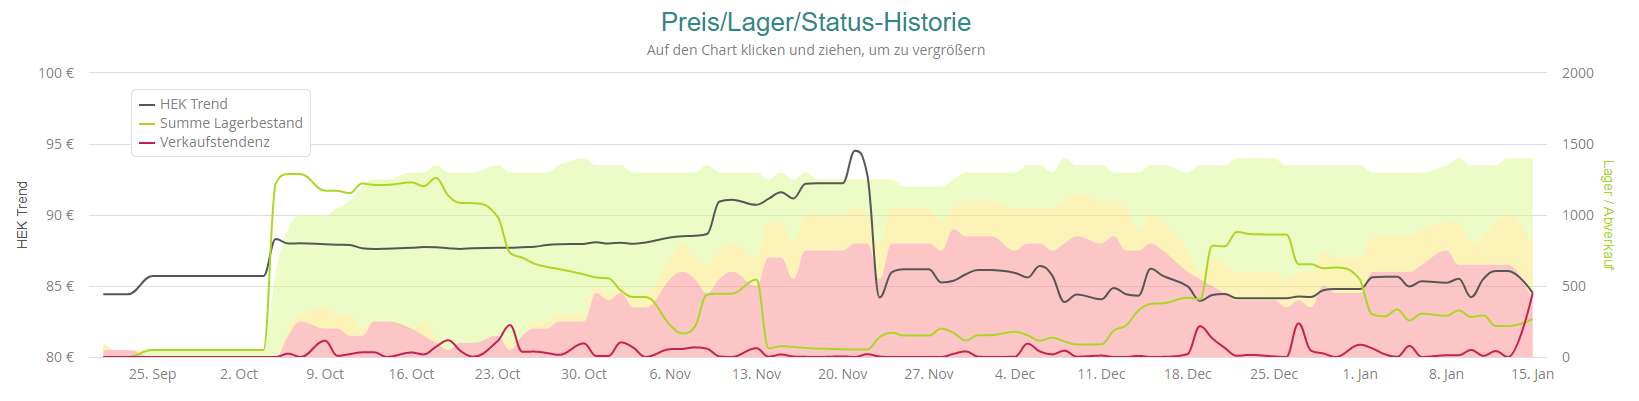 Preis/Lager/Status-Historie
Auf den Chart klicken und ziehen, um zu vergrößern
100 €
95 €
90 €
85 €
80 €
HEK Trend
HEK Trend
Summe Lagerbestand
Verkaufstendenz
2000
1500
1000
500
0
Lager / Abverkauf
25. Sep
2. Oct
9. Oct
16. Oct
23. Oct
30. Oct
6. Nov
13. Nov
20. Nov
27. Nov
4. Dec
11. Dec
18. Dec
25. Dec
1. Jan
8. Jan
15. Jan